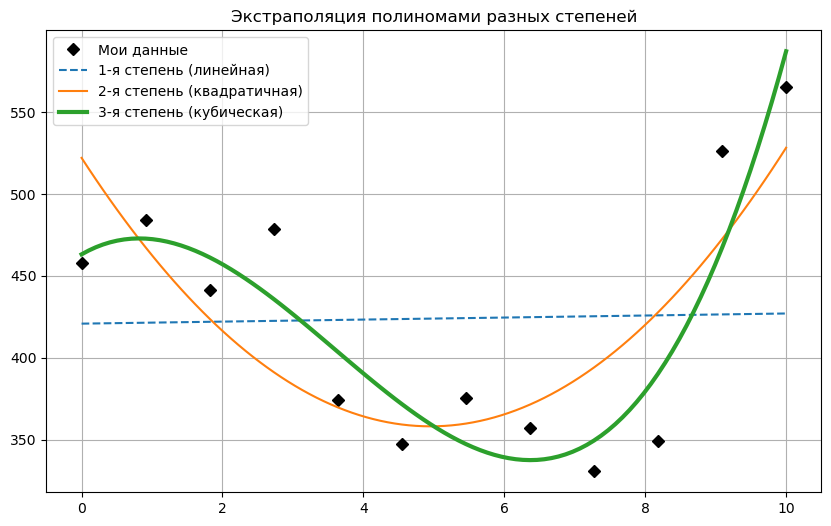 Экстраполяция полиномами разных степеней
Мои данные
1-я степень (линейная)
2-я степень (квадратичная)
3-я степень (кубическая)
550
500
450
400
350
0 2 4 6 8 10